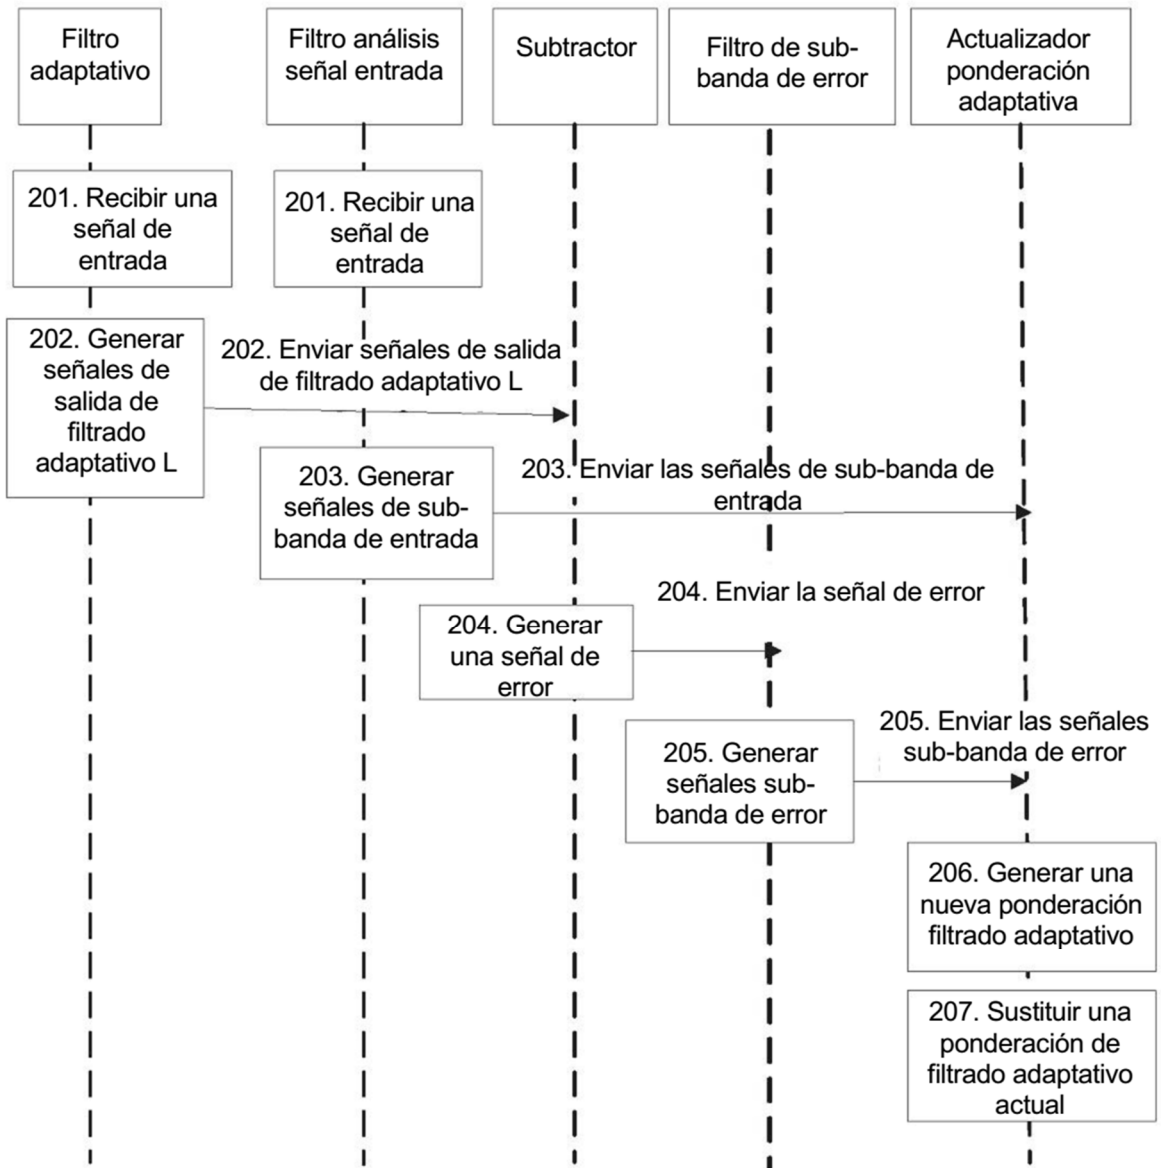 Filtro
adaptativo
Filtro análisis
señal entrada
Subtractor
Filtro de sub-
banda de error
Actualizador
ponderación
adaptativa
201. Recibir una
señal de
entrada
201. Recibir una
señal de
entrada
202. Generar
señales de
salida de
filtrado
adaptativo L
202. Enviar señales de salida
de filtrado adaptativo L
203. Generar
señales de sub-
banda de entrada
203. Enviar las señales de sub-banda de
entrada
204. Enviar la señal de error
204. Generar
una señal de
error
205. Generar
señales sub-
banda de error
205. Enviar las señales
sub-banda de error
206. Generar una
nueva ponderación
filtrado adaptativo
207. Sustituir una
ponderación de
filtrado adaptativo
actual